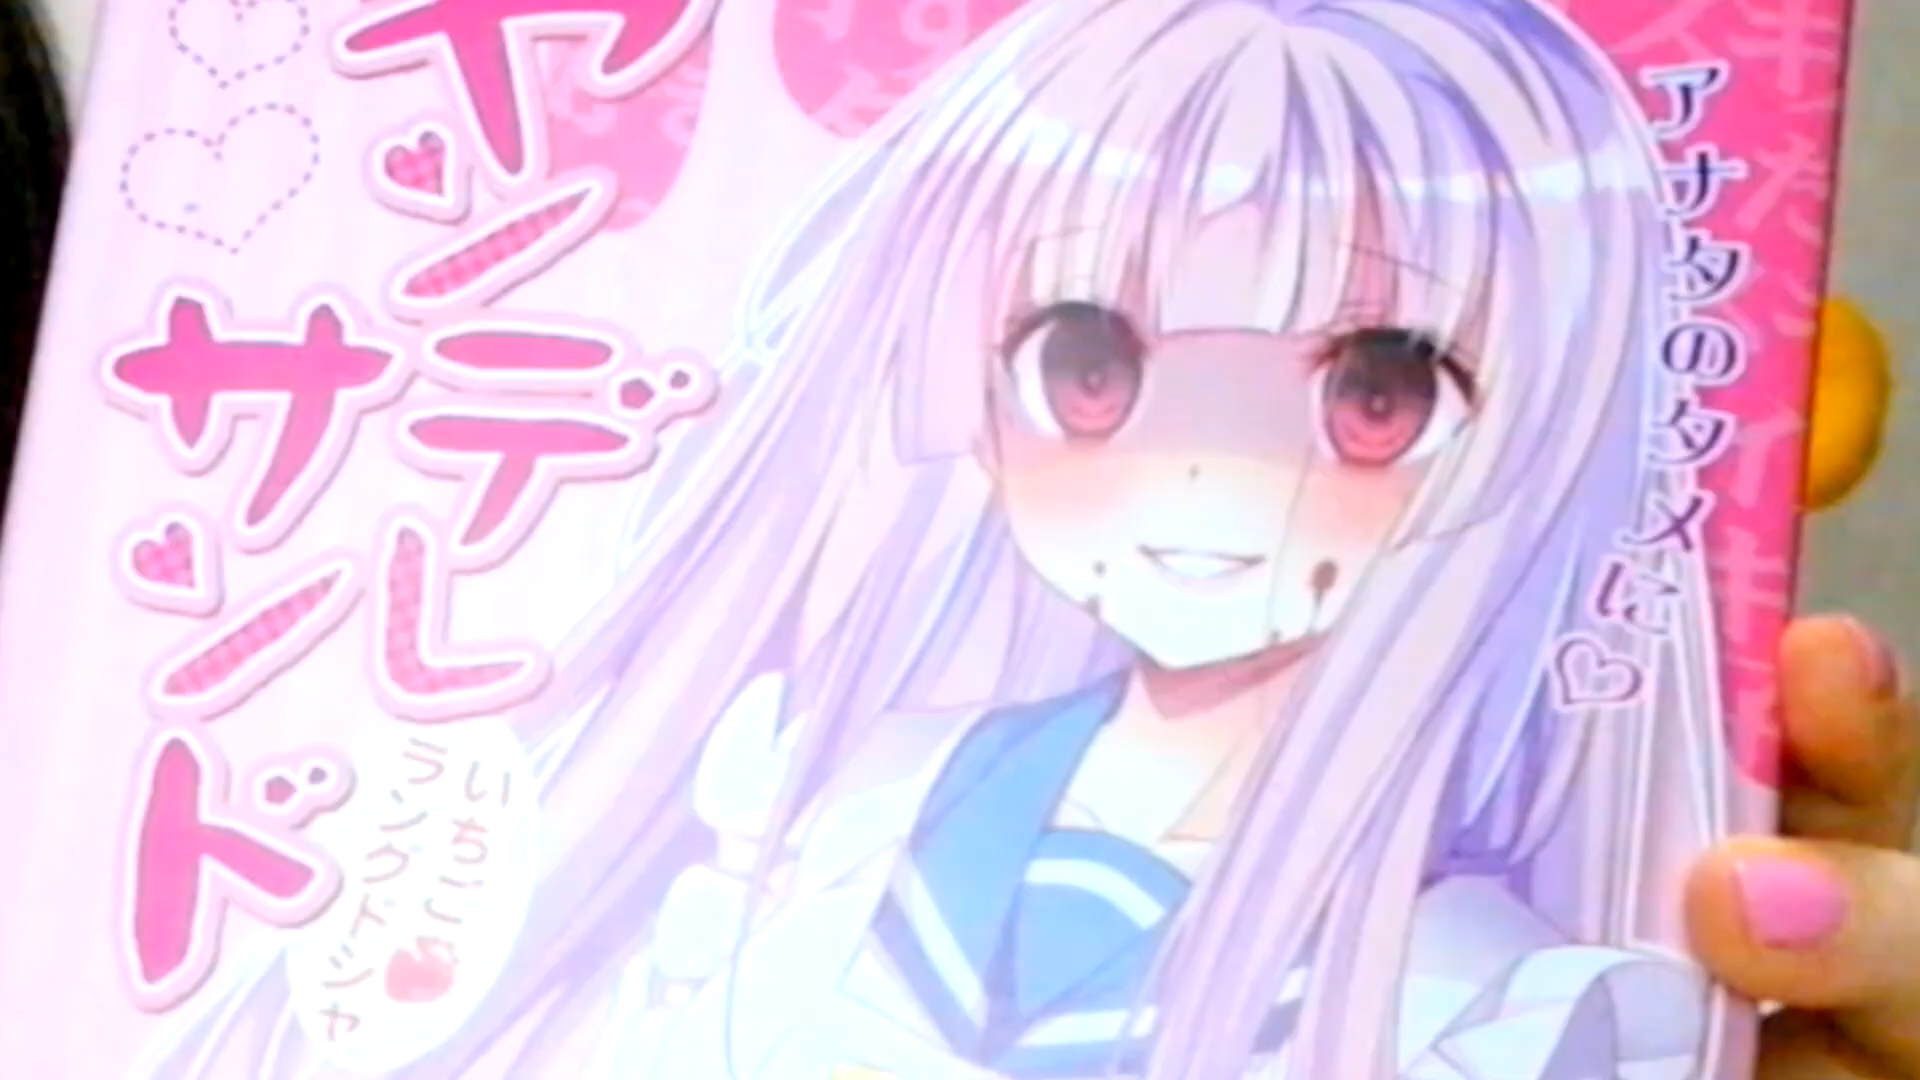 アナタのタメに♡
ヤンデレ
サンド
いちご
ラングドシャ